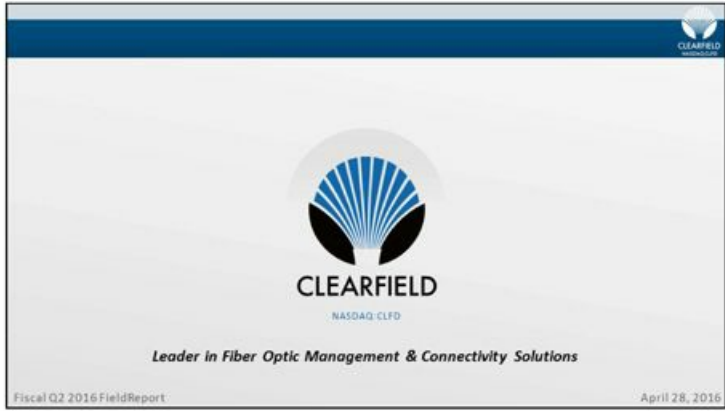 CLEARFIELD
NASDAQ:CLFD
CLEARFIELD
NASDAQ:CLFD
Leader in Fiber Optic Management & Connectivity Solutions
Fiscal Q2 2016 FieldReport
April 28, 2016